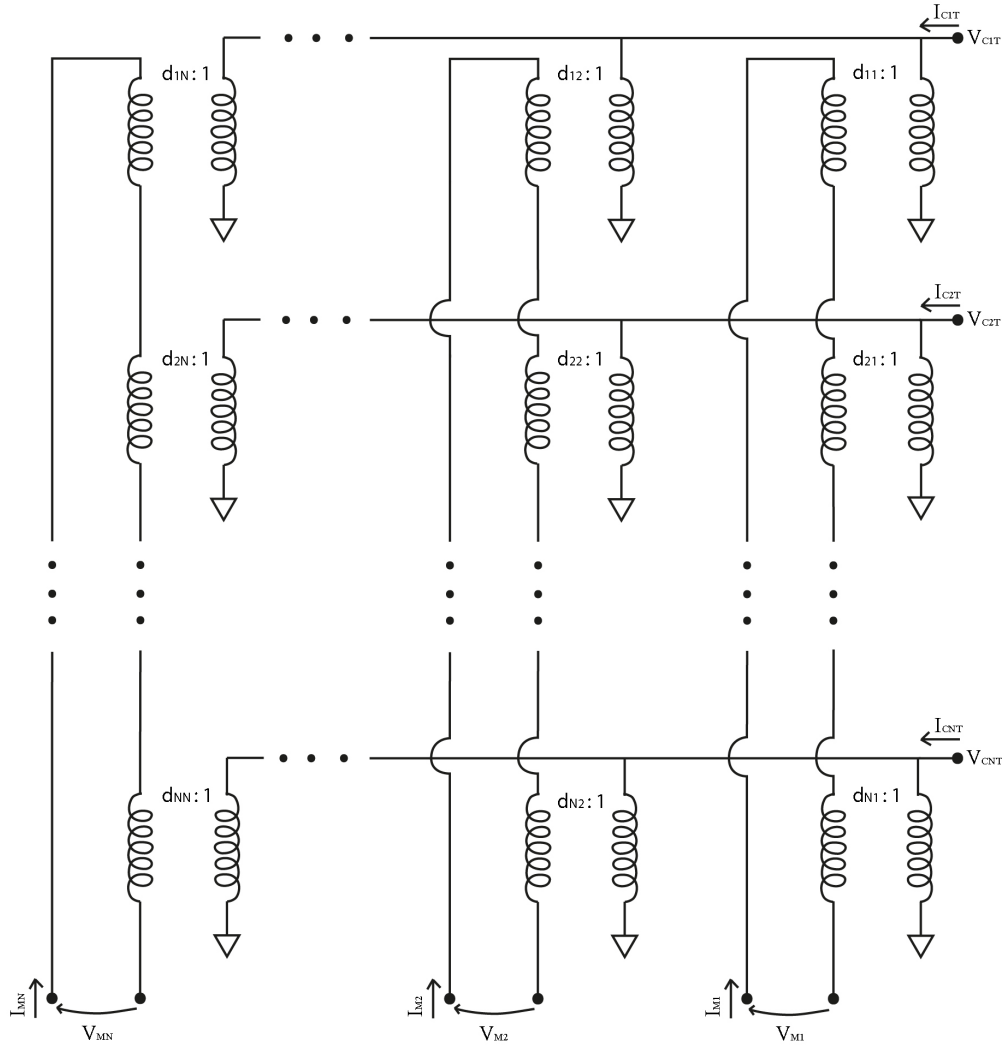 IC1T
VC1T
d1N:1
d12:1
d11:1
IC2T
VC2T
d2N:1
d22:1
d21:1
ICNT
VCNT
dNN:1
dN2:1
dN1:1
IMN
IM2
IM1
VMN
VM2
VM1